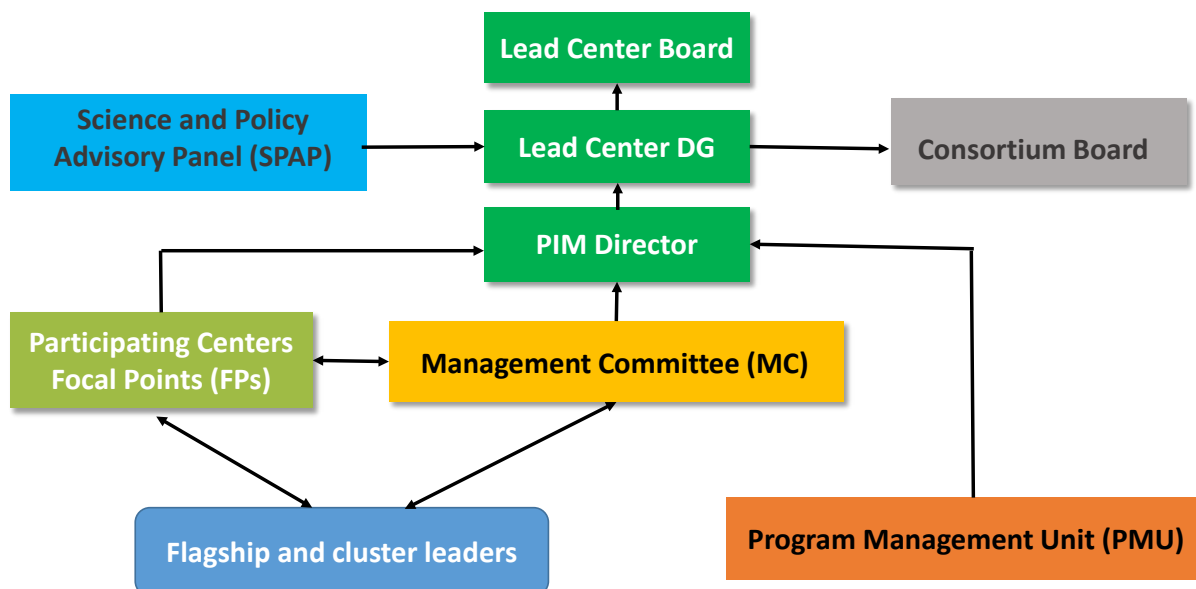 Lead Center Board
Science and Policy
Advisory Panel (SPAP)
Lead Center DG
Consortium Board
PIM Director
Participating Centers
Focal Points (FPs)
Management Committee (MC)
Flagship and cluster leaders
Program Management Unit (PMU)